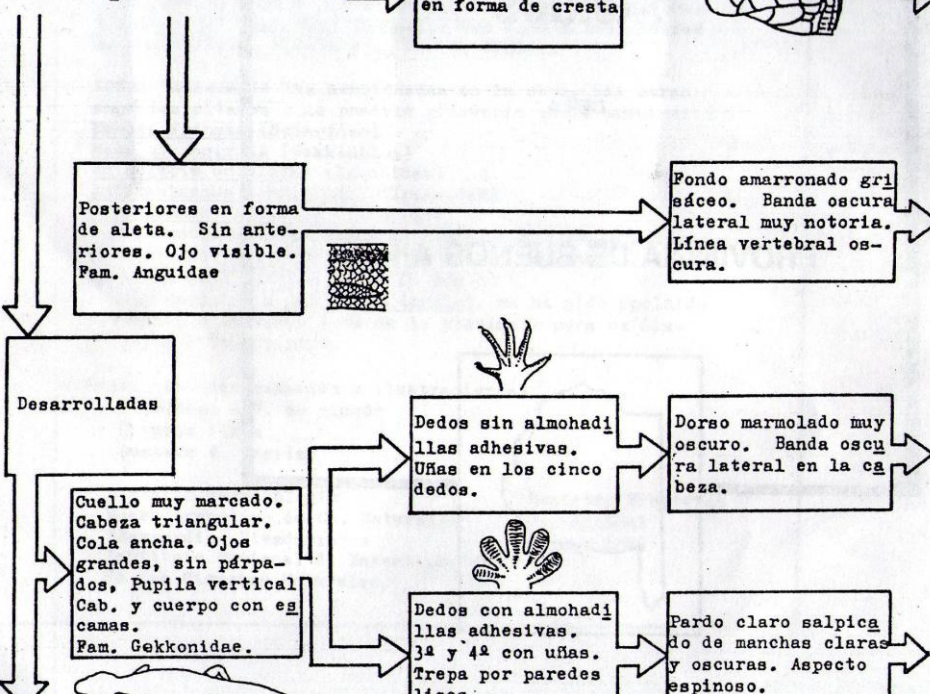 en forma de cresta
Posteriores en forma
de aleta. Sin ante-
riores. Ojo visible.
Fam. Anguidae
Fondo amarronado gri
sáceo. Banda oscura
lateral muy notoria.
Línea vertebral os-
cura.
Desarrolladas
Cuello muy marcado.
Cabeza triangular.
Cola ancha. Ojos
grandes, sin párpa-
dos, Pupila vertical
Cab. y cuerpo con es
camas.
Fam. Gekkonidae.
Dedos sin almohadi
llas adhesivas.
Uñas en los cinco
dedos.
Dorso marmolado muy
oscuro. Banda oscu
ra lateral en la ca
beza.
Dedos con almohadi
llas adhesivas.
3º y 4º con uñas.
Trepa por paredes
Pardo claro salpica
do de manchas claras
y oscuras. Aspecto
espinoso.